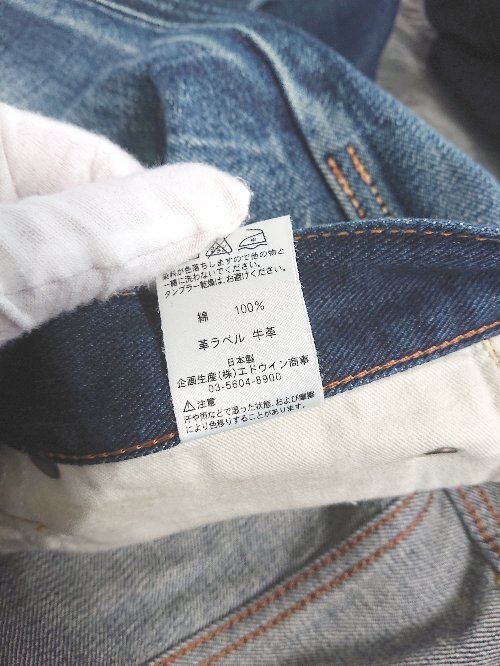 染料が色落ちしますので他の物と
一緒に洗わないでください。
タンブラー乾燥は、お避けください。
綿 100%
革ラベル 牛革
日本製
企画生産(株)エドウイン商事
03-5604-8900
⚠注意
汗や雨などで湿った状態、および摩擦
により色移りすることがあります。